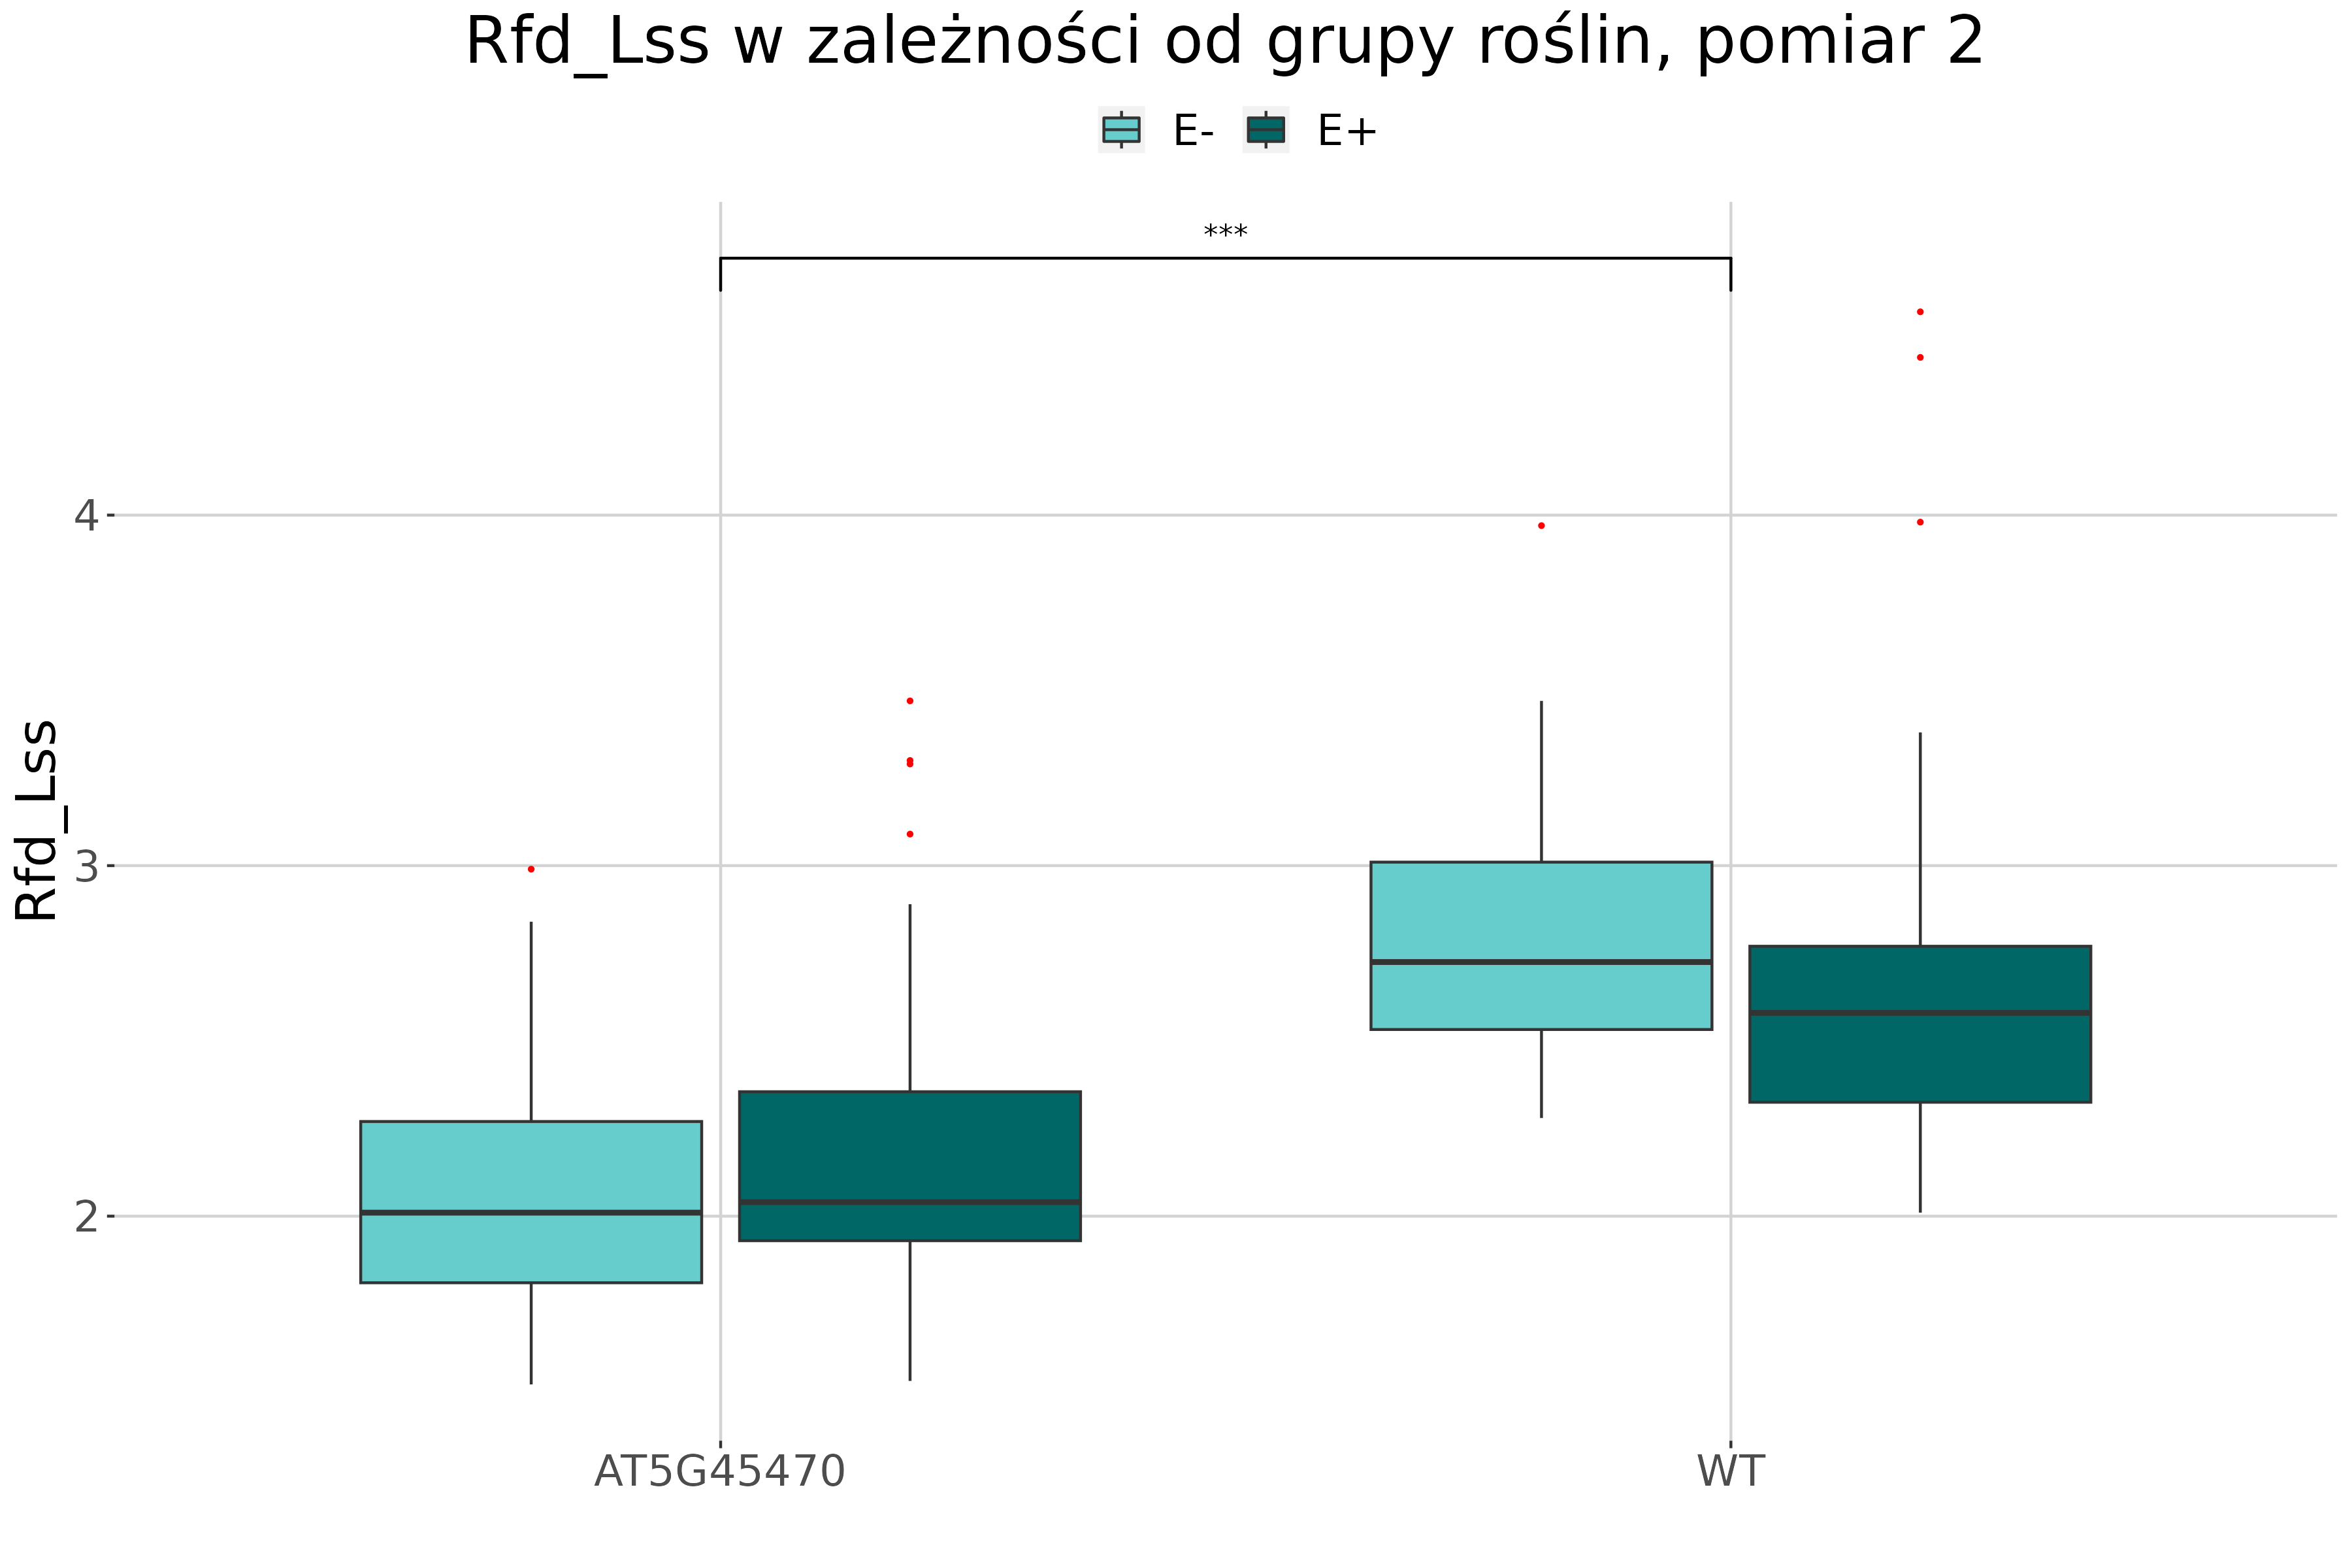 Rfd_Lss w zależności od grupy roślin, pomiar 2
E- E+
***
4
3
2
Rfd_Lss
AT5G45470 WT